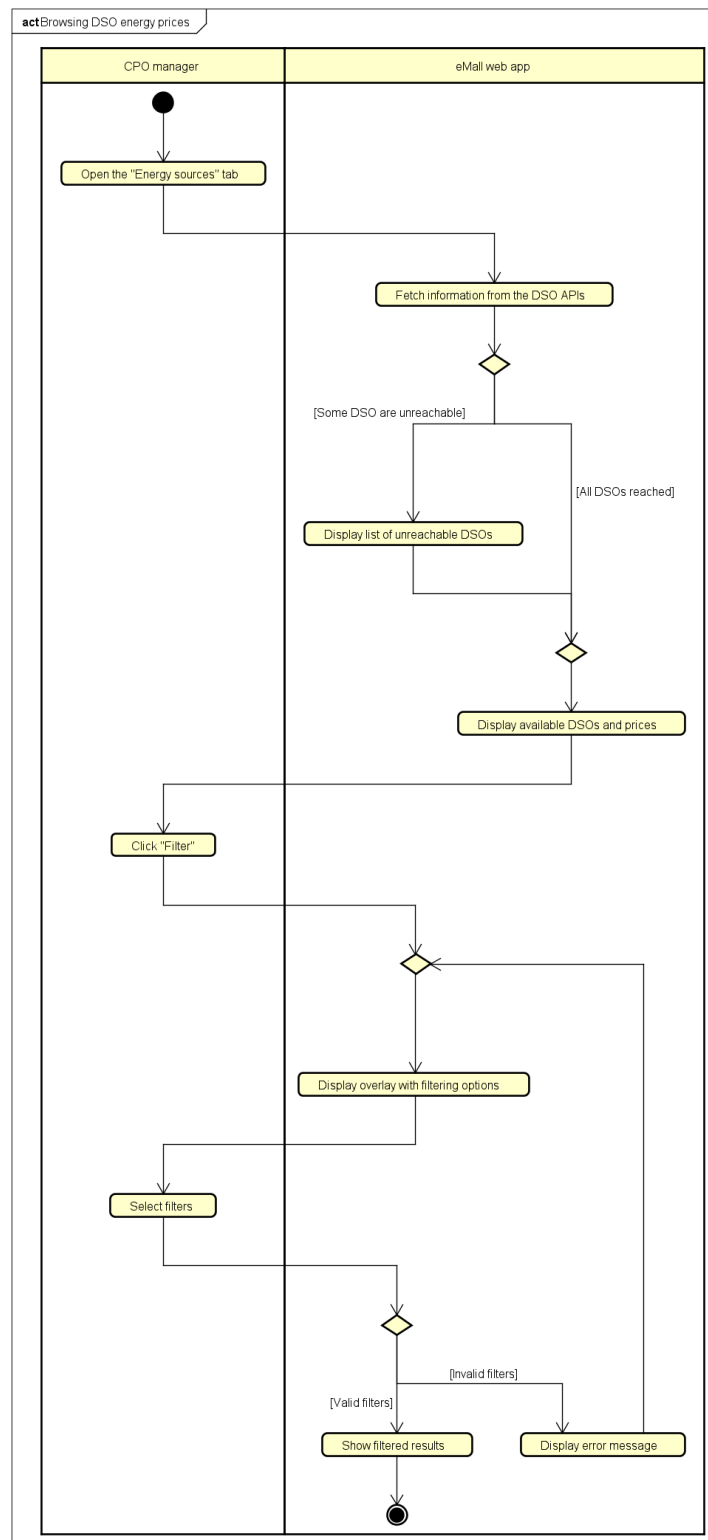 act Browsing DSO energy prices
CPO manager
eMall web app
Open the "Energy sources" tab
Fetch information from the DSO APIs
[Some DSO are unreachable]
[All DSOs reached]
Display list of unreachable DSOs
Display available DSOs and prices
Click "Filter"
Display overlay with filtering options
Select filters
[Invalid filters]
[Valid filters]
Show filtered results
Display error message